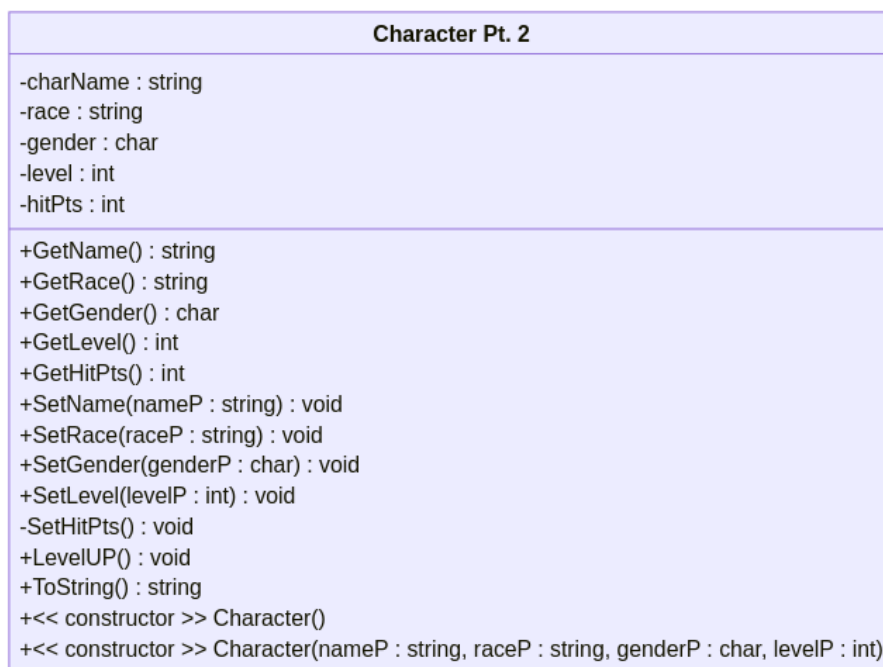 Character Pt. 2
-charName : string
-race : string
-gender : char
-level : int
-hitPts : int
+GetName() : string
+GetRace() : string
+GetGender() : char
+GetLevel() : int
+GetHitPts() : int
+SetName(nameP : string) : void
+SetRace(raceP : string) : void
+SetGender(genderP : char) : void
+SetLevel(levelP : int) : void
-SetHitPts() : void
+LevelUP() : void
+ToString() : string
+<< constructor >> Character()
+<< constructor >> Character(nameP : string, raceP : string, genderP : char, levelP : int)